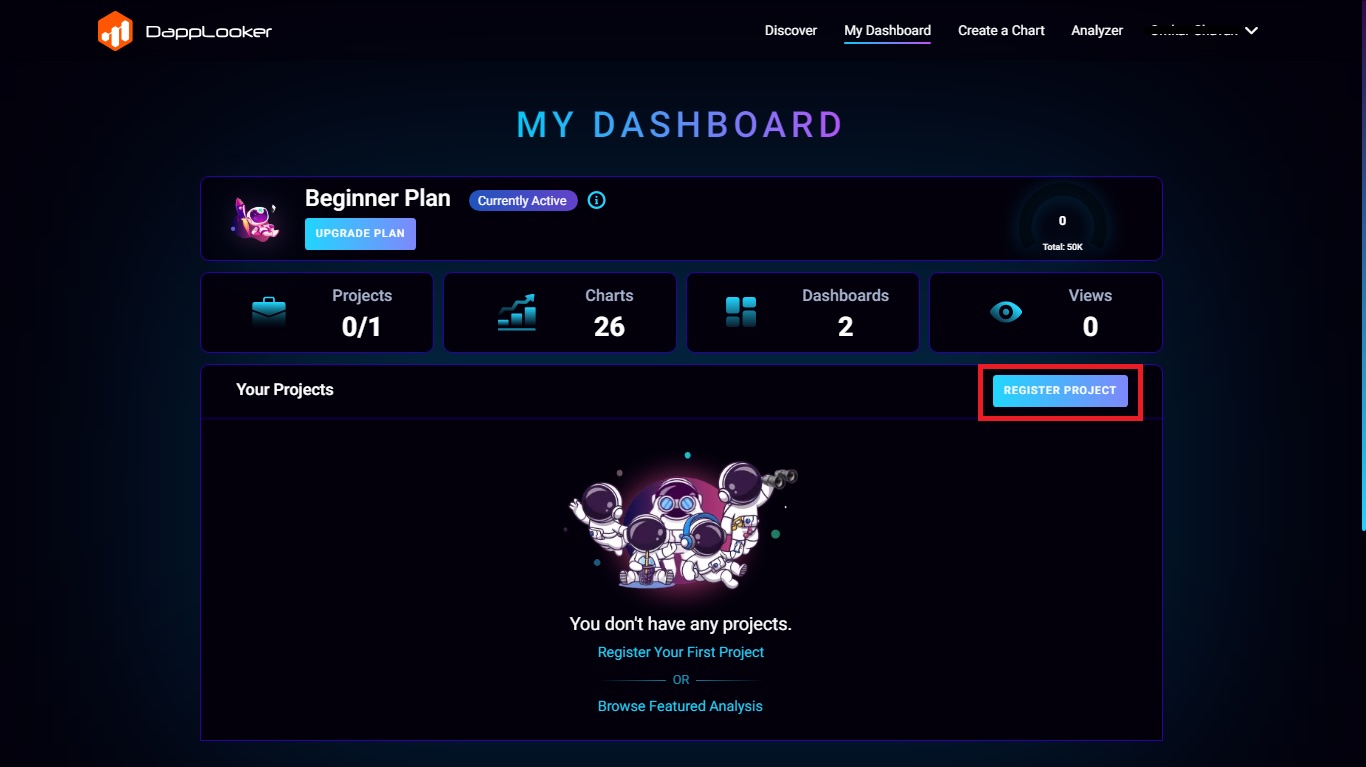 DappLooker
Discover
My Dashboard
Create a Chart
Analyzer
MY DASHBOARD
Beginner Plan
Currently Active
UPGRADE PLAN
0
Total: 50K
Projects
0/1
Charts
26
Dashboards
2
Views
0
Your Projects
REGISTER PROJECT
You don't have any projects.
Register Your First Project
OR
Browse Featured Analysis